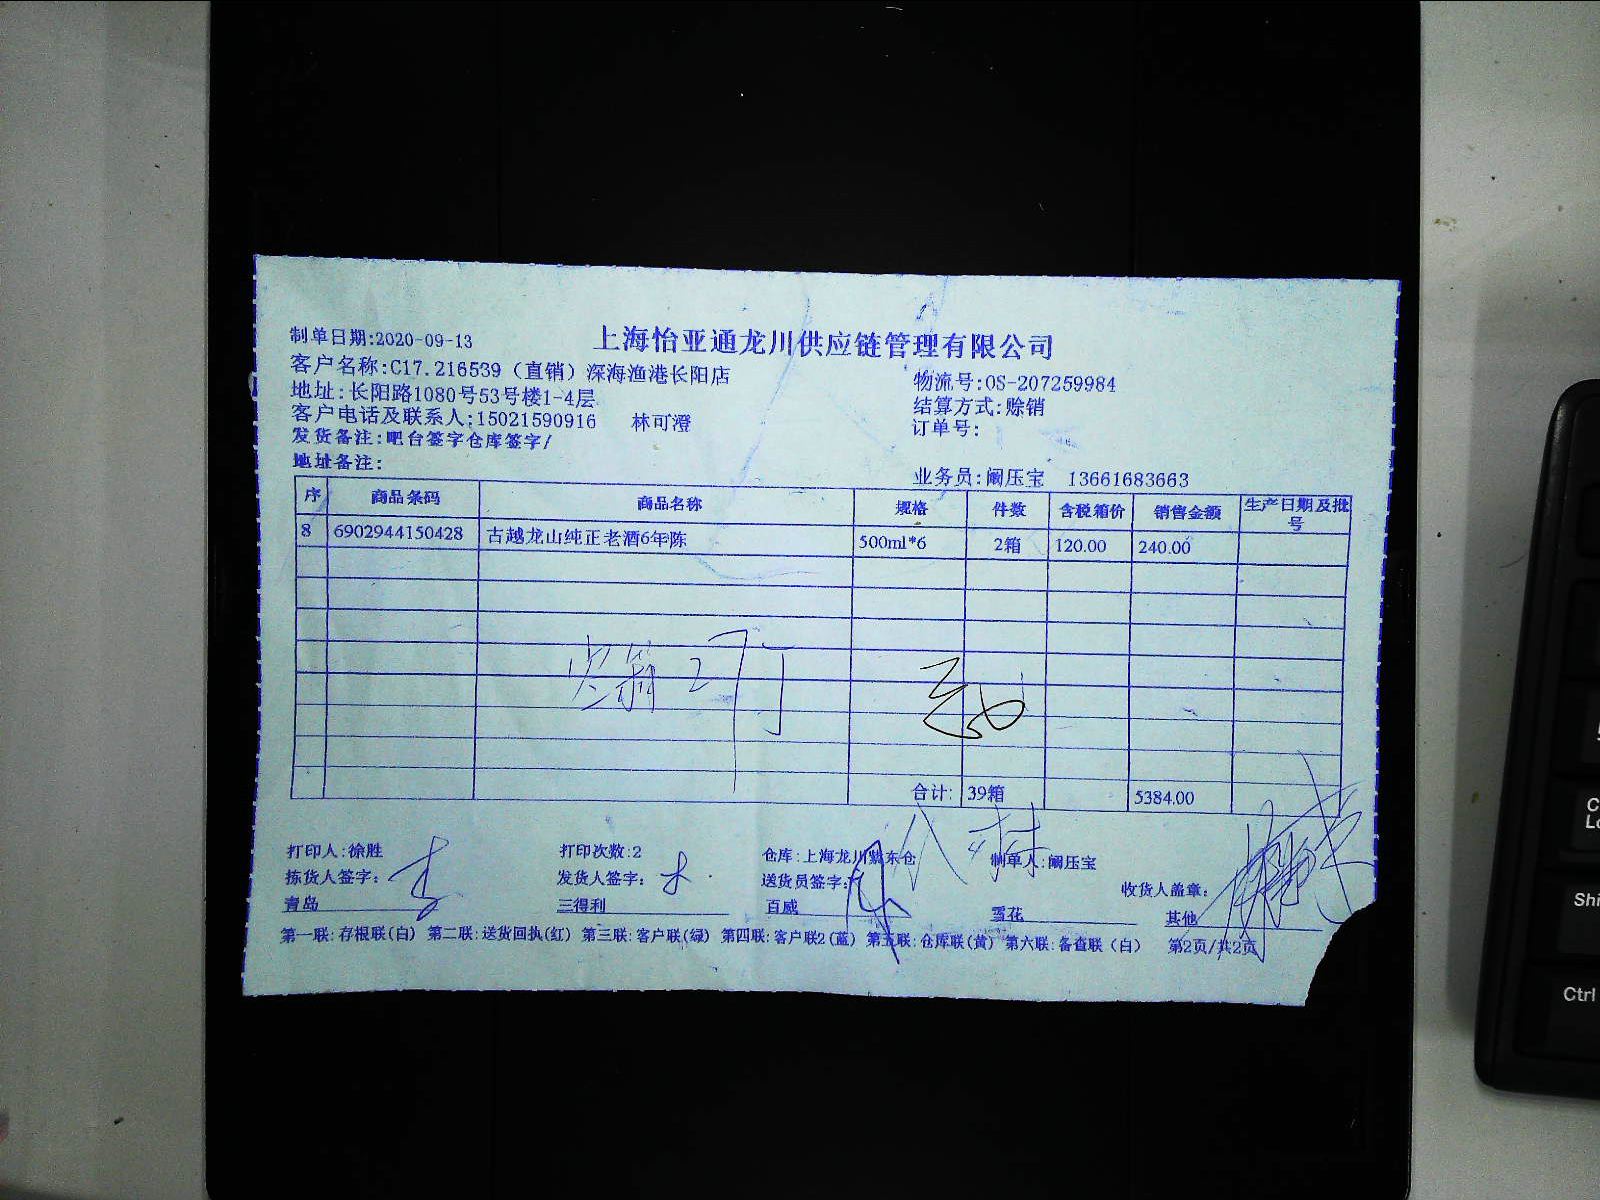 上海怡亚通龙川供应链管理有限公司
制单日期:2020-09-13
客户名称:C17.216539（直销）深海渔港长阳店
物流号:OS-207259984
地址:长阳路1080号53号楼1-4层
结算方式:赊销
客户电话及联系人:15021590916 林可澄
订单号:
发货备注:吧台签字仓库签字/
地址备注:
业务员:阚压宝 13661683663
序 商品条码 商品名称 规格 件数 含税箱价 销售金额 生产日期及批号
8 6902944150428 古越龙山纯正老酒6年陈 500ml*6 2箱 120.00 240.00
合计: 39箱 5384.00
打印人:徐胜 打印次数:2 仓库:上海龙川繁东仓 制单人:阚压宝
拣货人签字: 发货人签字: 送货员签字: 收货人盖章:
青岛 三得利 百威 雪花 其他
第一联:存根联(白) 第二联:送货回执(红) 第三联:客户联(绿) 第四联:客户联2(蓝) 第五联:仓库联(黄) 第六联:备查联（白） 第2页/共2页
Ctrl